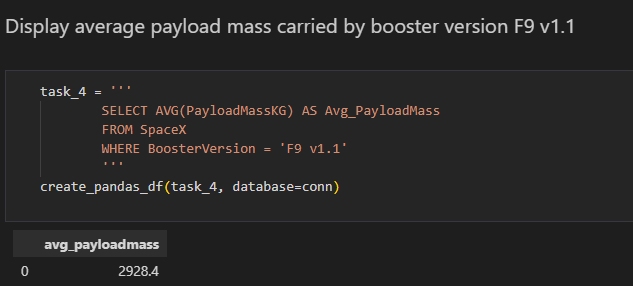 Display average payload mass carried by booster version F9 v1.1
task_4 = '''
SELECT AVG(PayloadMassKG) AS Avg_PayloadMass
FROM SpaceX
WHERE BoosterVersion = 'F9 v1.1'
'''
create_pandas_df(task_4, database=conn)
avg_payloadmass
0 2928.4